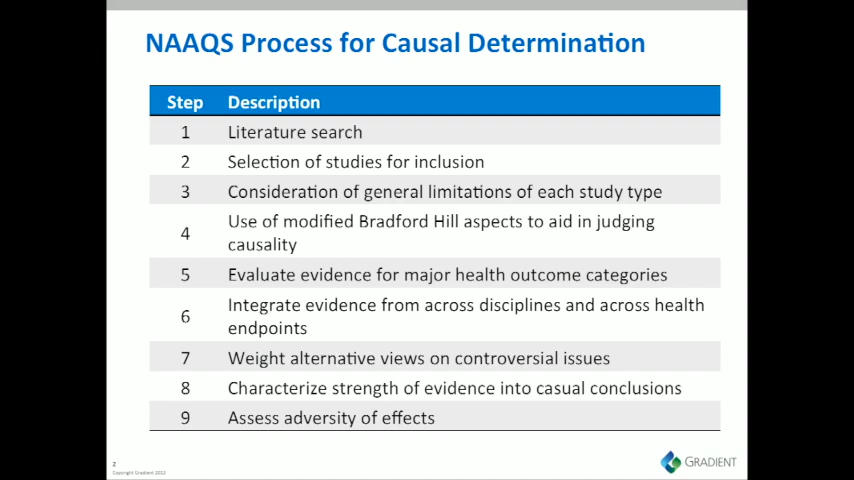 NAAQS Process for Causal Determination
Step Description
1 Literature search
2 Selection of studies for inclusion
3 Consideration of general limitations of each study type
4 Use of modified Bradford Hill aspects to aid in judging
causality
5 Evaluate evidence for major health outcome categories
6 Integrate evidence from across disciplines and across health
endpoints
7 Weight alternative views on controversial issues
8 Characterize strength of evidence into casual conclusions
9 Assess adversity of effects
2
Copyright Gradient 2012
GRADIENT